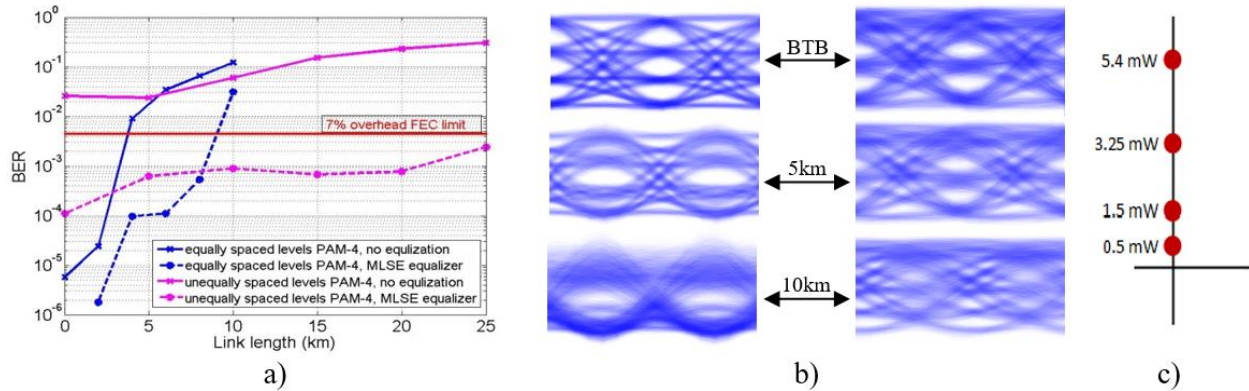 10^0
10^-1
10^-2
10^-3
10^-4
10^-5
10^-6
BER
7% overhead FEC limit
equally spaced levels PAM-4, no equlization
equally spaced levels PAM-4, MLSE equalizer
unequally spaced levels PAM-4, no equlization
unequally spaced levels PAM-4, MLSE equalizer
0 5 10 15 20 25
Link length (km)
a)
BTB
5km
10km
b)
5.4 mW
3.25 mW
1.5 mW
0.5 mW
c)